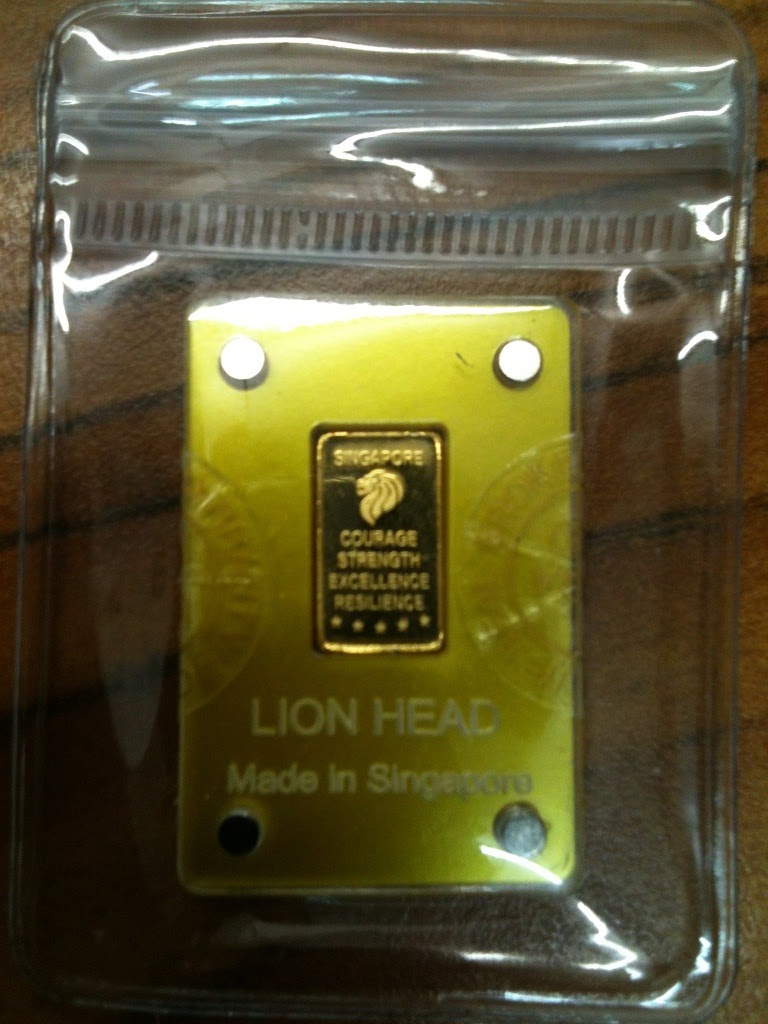 SINGAPORE
COURAGE
STRENGTH
EXCELLENCE
RESILIENCE
LION HEAD
Made in Singapore